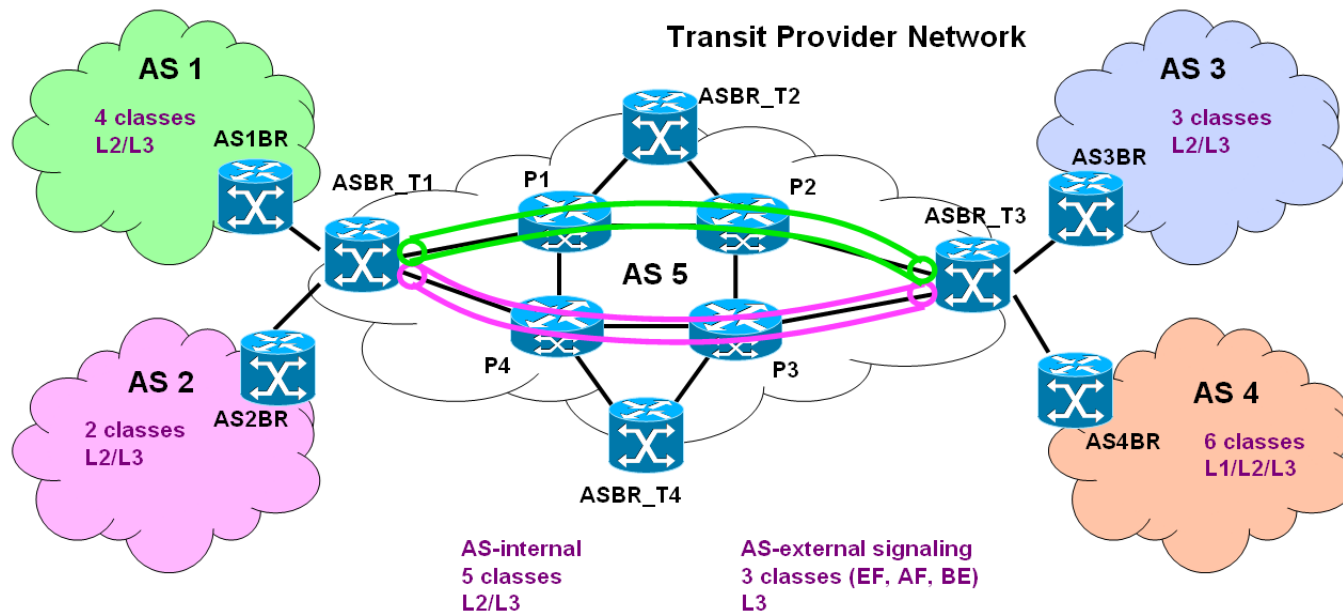 Transit Provider Network
AS 1
4 classes
L2/L3
AS1BR
ASBR_T1
ASBR_T2
P1
P2
ASBR_T3
AS 3
3 classes
L2/L3
AS3BR
AS 5
AS 2
2 classes
L2/L3
AS2BR
P4
P3
ASBR_T4
AS 4
6 classes
L1/L2/L3
AS4BR
AS-internal
5 classes
L2/L3
AS-external signaling
3 classes (EF, AF, BE)
L3